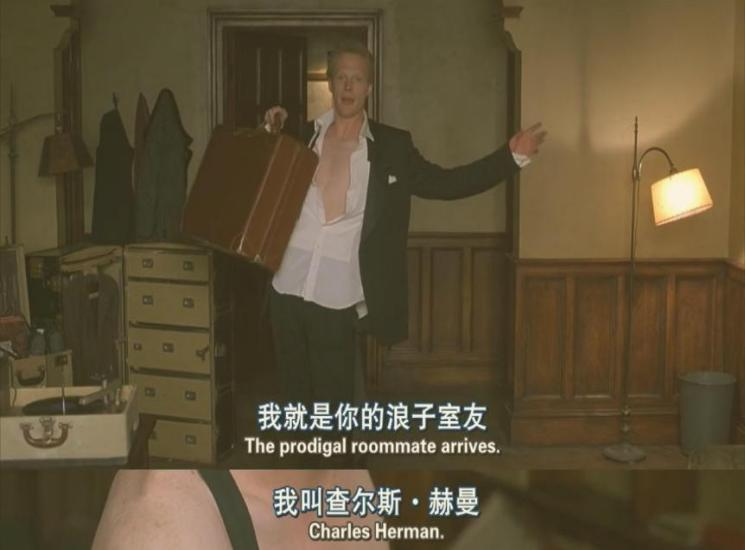 我就是你的浪子室友
The prodigal roommate arrives.
我叫查尔斯·赫曼
Charles Herman.